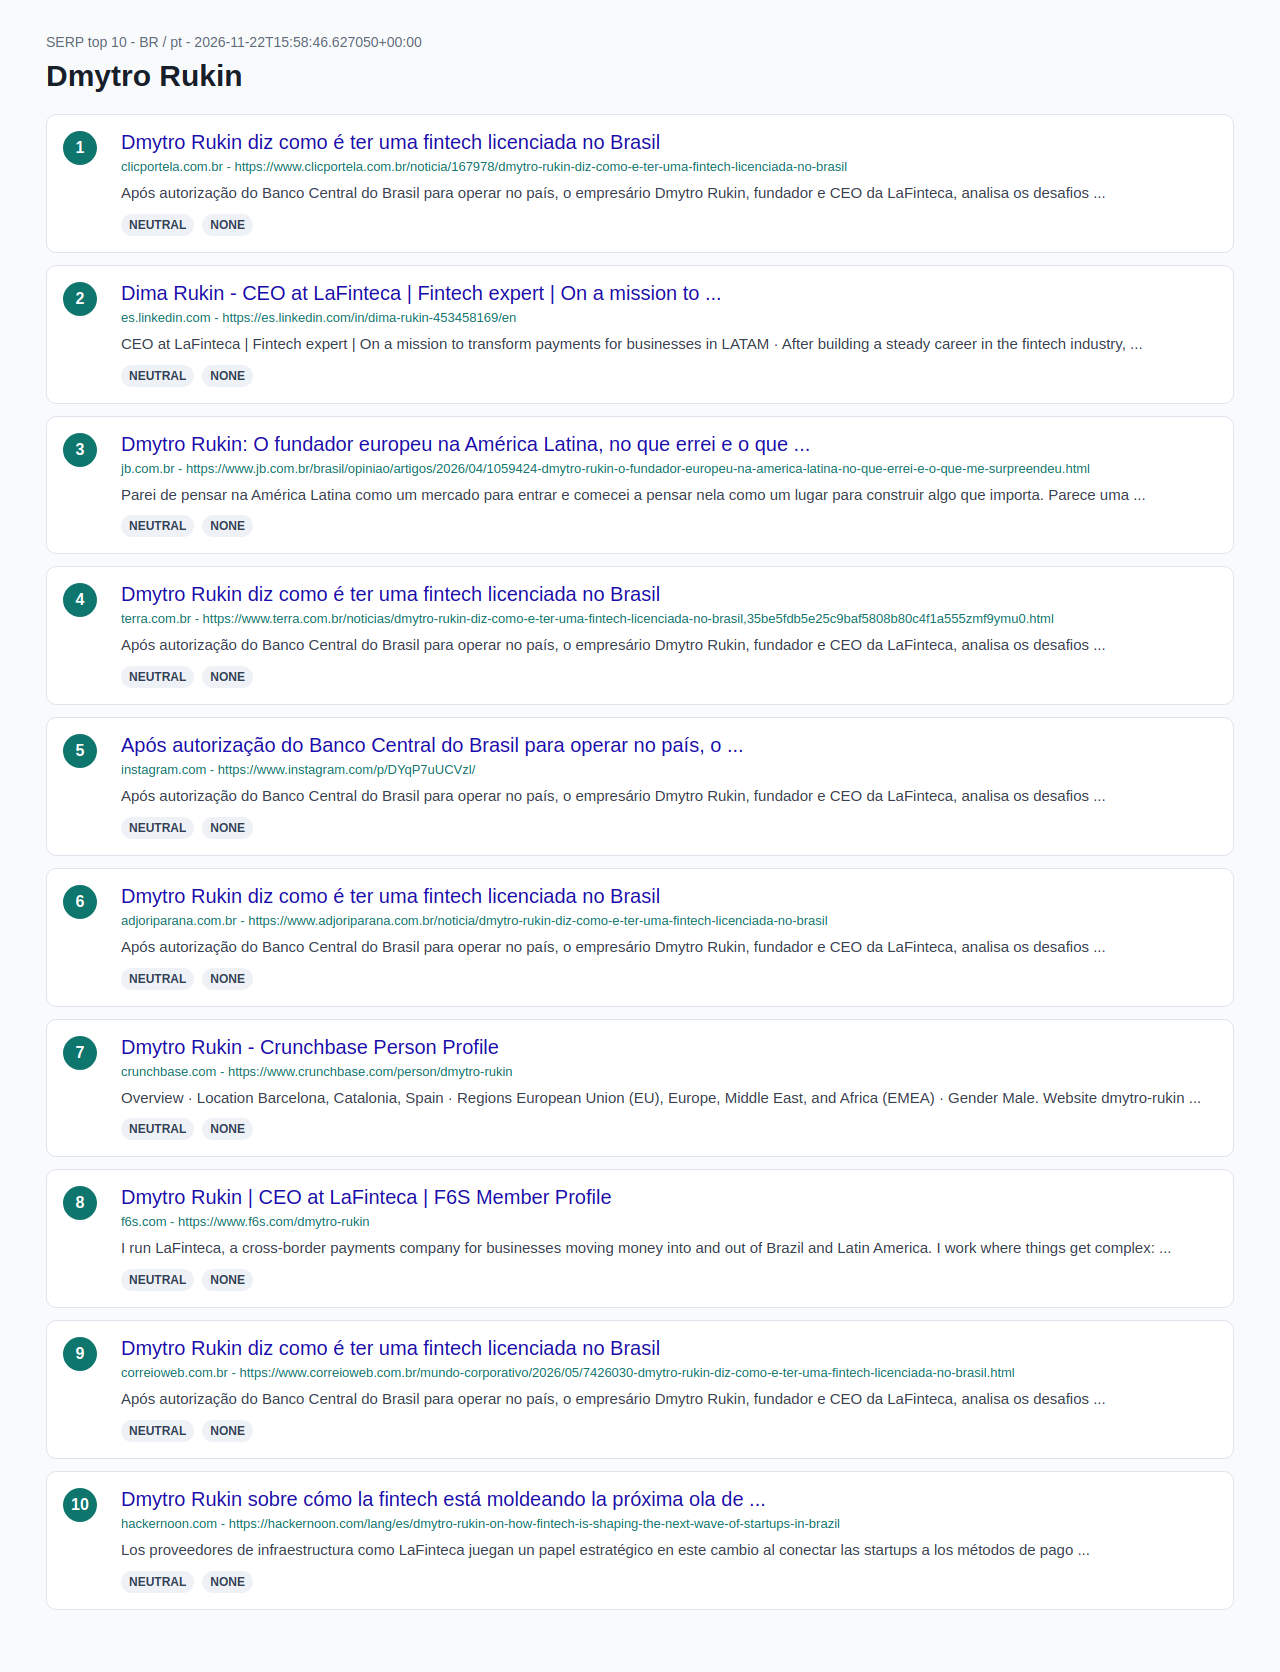 SERP top 10 - BR / pt - 2026-11-22T15:58:46.627050+00:00
Dmytro Rukin
1
Dmytro Rukin diz como é ter uma fintech licenciada no Brasil
clicportela.com.br - https://www.clicportela.com.br/noticia/167978/dmytro-rukin-diz-como-e-ter-uma-fintech-licenciada-no-brasil
Após autorização do Banco Central do Brasil para operar no país, o empresário Dmytro Rukin, fundador e CEO da LaFinteca, analisa os desafios ...
NEUTRAL NONE
2
Dima Rukin - CEO at LaFinteca | Fintech expert | On a mission to ...
es.linkedin.com - https://es.linkedin.com/in/dima-rukin-453458169/en
CEO at LaFinteca | Fintech expert | On a mission to transform payments for businesses in LATAM · After building a steady career in the fintech industry, ...
NEUTRAL NONE
3
Dmytro Rukin: O fundador europeu na América Latina, no que errei e o que ...
jb.com.br - https://www.jb.com.br/brasil/opiniao/artigos/2026/04/1059424-dmytro-rukin-o-fundador-europeu-na-america-latina-no-que-errei-e-o-que-me-surpreendeu.html
Parei de pensar na América Latina como um mercado para entrar e comecei a pensar nela como um lugar para construir algo que importa. Parece uma ...
NEUTRAL NONE
4
Dmytro Rukin diz como é ter uma fintech licenciada no Brasil
terra.com.br - https://www.terra.com.br/noticias/dmytro-rukin-diz-como-e-ter-uma-fintech-licenciada-no-brasil,35be5fdb5e25c9baf5808b80c4f1a555zmf9ymu0.html
Após autorização do Banco Central do Brasil para operar no país, o empresário Dmytro Rukin, fundador e CEO da LaFinteca, analisa os desafios ...
NEUTRAL NONE
5
Após autorização do Banco Central do Brasil para operar no país, o ...
instagram.com - https://www.instagram.com/p/DYqP7uUCVzl/
Após autorização do Banco Central do Brasil para operar no país, o empresário Dmytro Rukin, fundador e CEO da LaFinteca, analisa os desafios ...
NEUTRAL NONE
6
Dmytro Rukin diz como é ter uma fintech licenciada no Brasil
adjoriparana.com.br - https://www.adjoriparana.com.br/noticia/dmytro-rukin-diz-como-e-ter-uma-fintech-licenciada-no-brasil
Após autorização do Banco Central do Brasil para operar no país, o empresário Dmytro Rukin, fundador e CEO da LaFinteca, analisa os desafios ...
NEUTRAL NONE
7
Dmytro Rukin - Crunchbase Person Profile
crunchbase.com - https://www.crunchbase.com/person/dmytro-rukin
Overview · Location Barcelona, Catalonia, Spain · Regions European Union (EU), Europe, Middle East, and Africa (EMEA) · Gender Male. Website dmytro-rukin ...
NEUTRAL NONE
8
Dmytro Rukin | CEO at LaFinteca | F6S Member Profile
f6s.com - https://www.f6s.com/dmytro-rukin
I run LaFinteca, a cross-border payments company for businesses moving money into and out of Brazil and Latin America. I work where things get complex: ...
NEUTRAL NONE
9
Dmytro Rukin diz como é ter uma fintech licenciada no Brasil
correioweb.com.br - https://www.correioweb.com.br/mundo-corporativo/2026/05/7426030-dmytro-rukin-diz-como-e-ter-uma-fintech-licenciada-no-brasil.html
Após autorização do Banco Central do Brasil para operar no país, o empresário Dmytro Rukin, fundador e CEO da LaFinteca, analisa os desafios ...
NEUTRAL NONE
10
Dmytro Rukin sobre cómo la fintech está moldeando la próxima ola de ...
hackernoon.com - https://hackernoon.com/lang/es/dmytro-rukin-on-how-fintech-is-shaping-the-next-wave-of-startups-in-brazil
Los proveedores de infraestructura como LaFinteca juegan un papel estratégico en este cambio al conectar las startups a los métodos de pago ...
NEUTRAL NONE